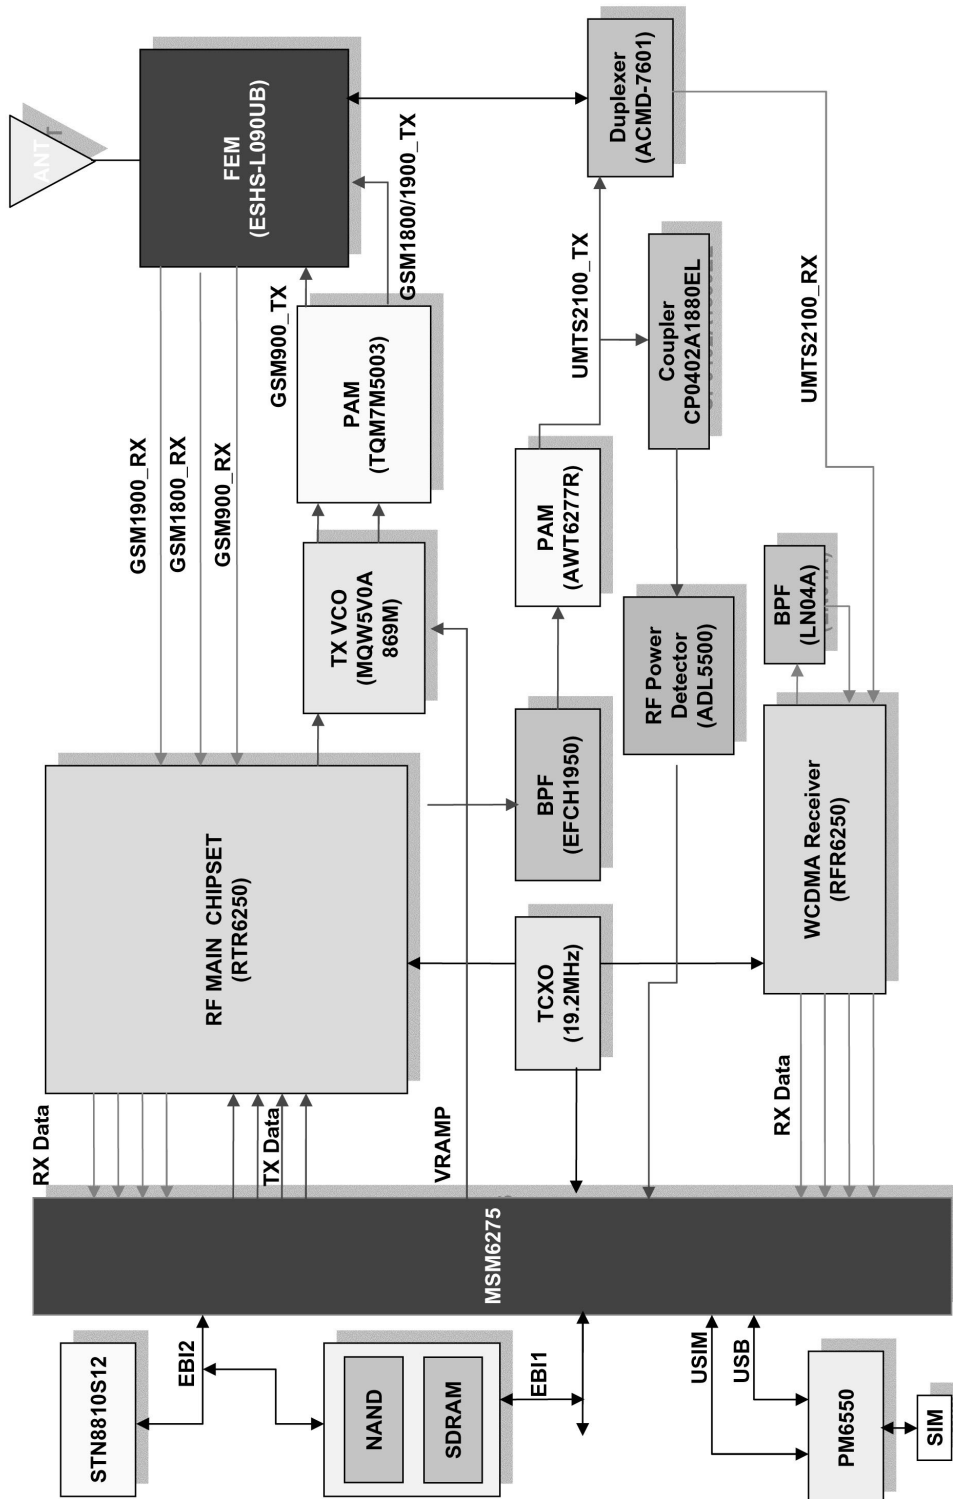 ANT
FEM
(ESHS-L090UB)
Duplexer
(ACMD-7601)
GSM1900_RX
GSM1800_RX
GSM900_RX
GSM900_TX
GSM1800/1900_TX
UMTS2100_TX
UMTS2100_RX
PAM
(TQM7M5003)
Coupler
CP0402A1880EL
PAM
(AWT6277R)
TX VCO
(MQW5V0A
869M)
BPF
(LN04A)
RF Power
Detector
(ADL5500)
RF MAIN CHIPSET
(RTR6250)
BPF
(EFCH1950)
WCDMA Receiver
(RFR6250)
TCXO
(19.2MHz)
RX Data
TX Data
VRAMP
RX Data
MSM6275
STN8810S12
EBI2
NAND
SDRAM
EBI1
USIM
USB
PM6550
SIM